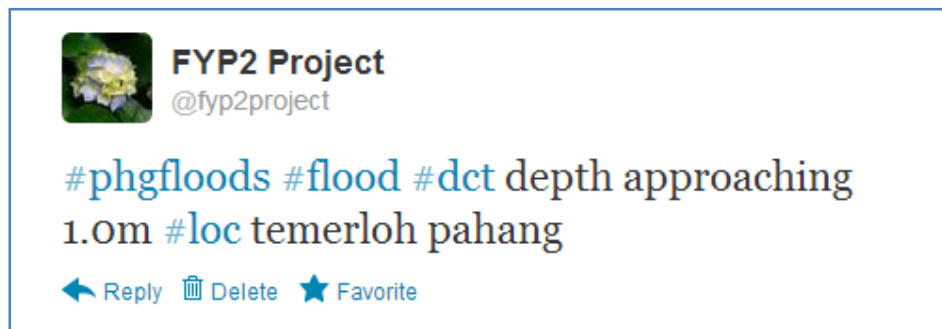 FYP2 Project
@fyp2project
#phgfloods #flood #dct depth approaching
1.0m #loc temerloh pahang
Reply Delete Favorite